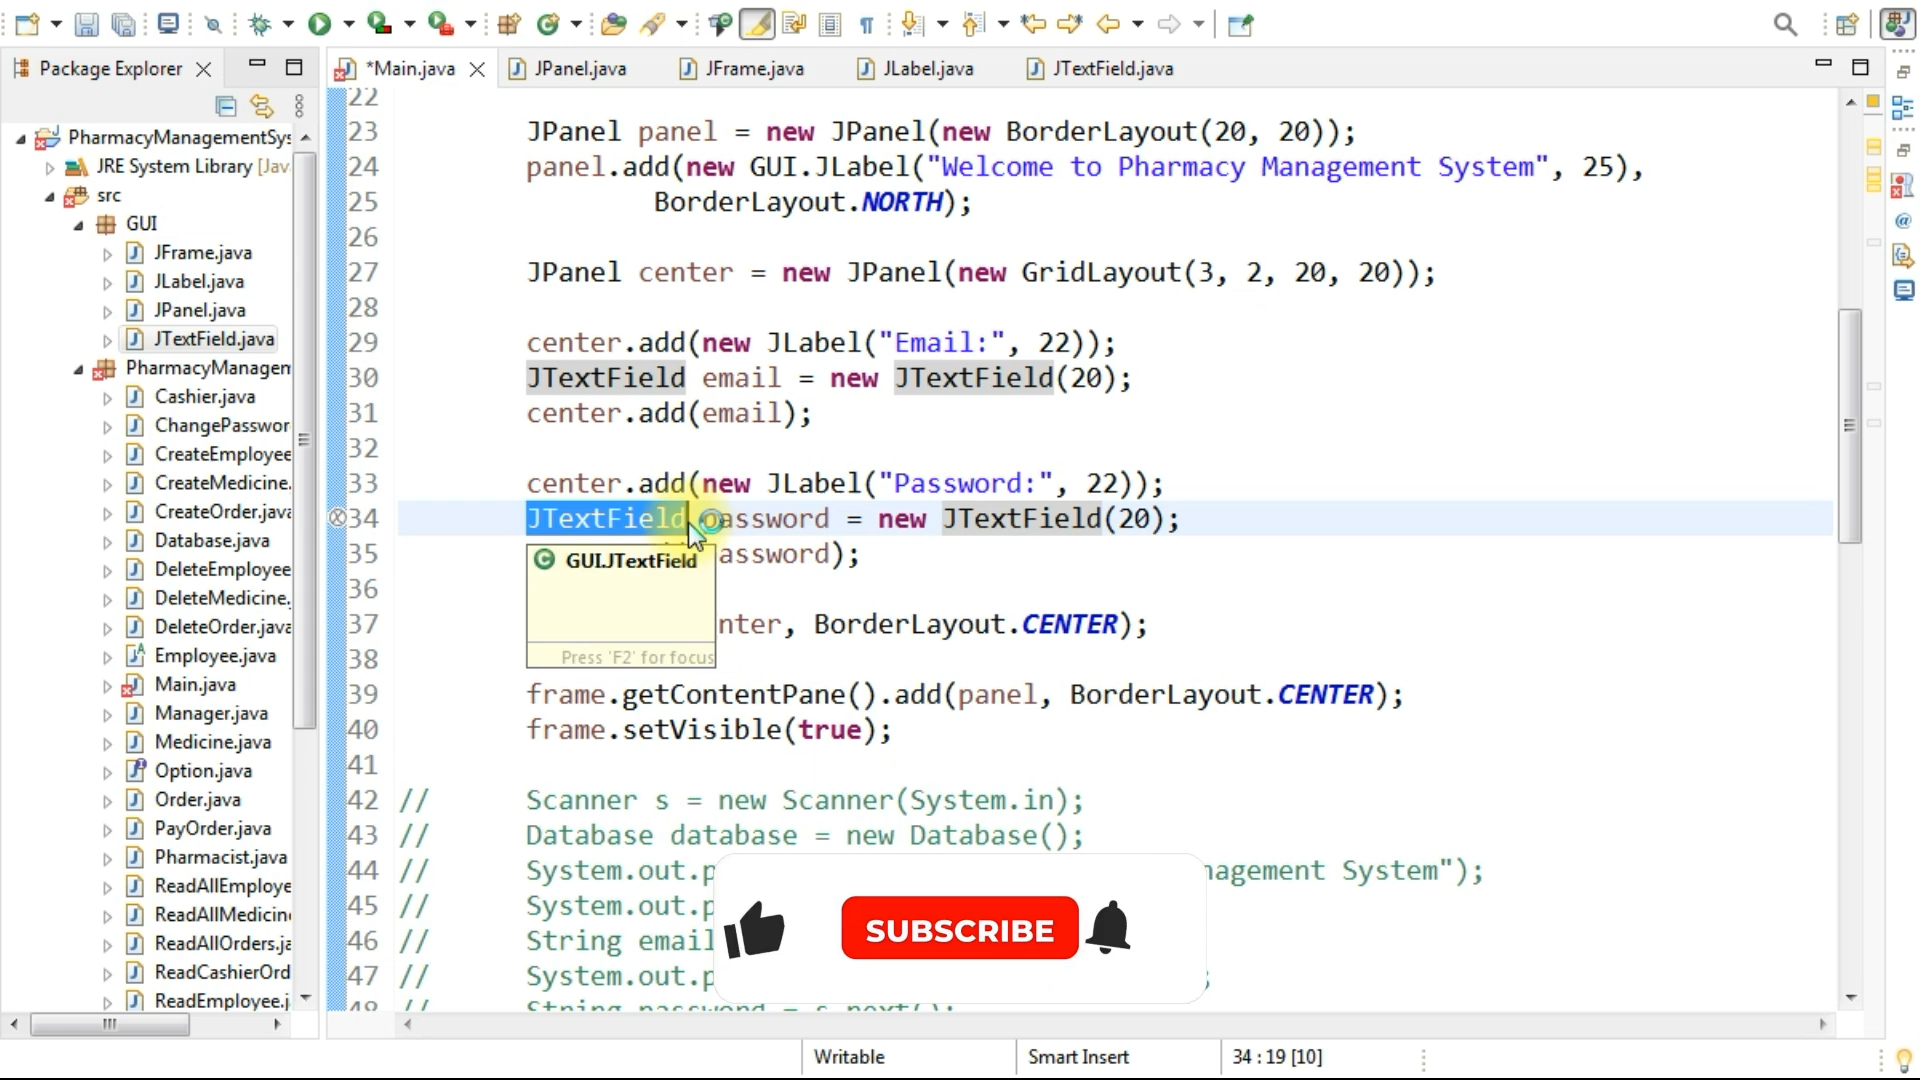 Package Explorer
*Main.java
JPanel.java
JFrame.java
JLabel.java
JTextField.java
PharmacyManagementSys
JRE System Library [Jav
src
GUI
JFrame.java
JLabel.java
JPanel.java
JTextField.java
PharmacyManagem
Cashier.java
ChangePasswor
CreateEmployee
CreateMedicine.
CreateOrder.java
Database.java
DeleteEmployee
DeleteMedicine.
DeleteOrder.java
Employee.java
Main.java
Manager.java
Medicine.java
Option.java
Order.java
PayOrder.java
Pharmacist.java
ReadAllEmploye
ReadAllMedicin
ReadAllOrders.ja
ReadCashierOrd
ReadEmployee.j
22
23 JPanel panel = new JPanel(new BorderLayout(20, 20));
24 panel.add(new GUI.JLabel("Welcome to Pharmacy Management System", 25),
25 BorderLayout.NORTH);
26
27 JPanel center = new JPanel(new GridLayout(3, 2, 20, 20));
28
29 center.add(new JLabel("Email:", 22));
30 JTextField email = new JTextField(20);
31 center.add(email);
32
33 center.add(new JLabel("Password:", 22));
34 JTextField password = new JTextField(20);
35 assword);
GUI.JTextField
36
37 nter, BorderLayout.CENTER);
Press 'F2' for focus
38
39 frame.getContentPane().add(panel, BorderLayout.CENTER);
40 frame.setVisible(true);
41
42 // Scanner s = new Scanner(System.in);
43 // Database database = new Database();
44 // System.out.p nagement System");
45 // System.out.p
46 // String email
47 // System.out.p ;
48 // String password = s.next();
SUBSCRIBE
Writable
Smart Insert
34 : 19 [10]